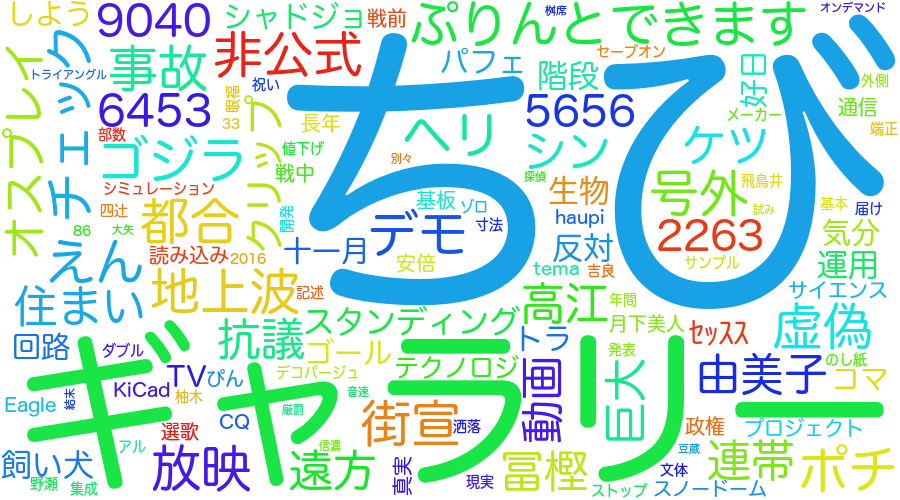 しよう
9040
シャドジョ
戦前
ぷりんとできます
桝席
オンデマンド
トライアングル
事故
非公式
パフェ
階段
セーブオン
好日
外側
祝い
眼福
6453
33
長年
ヘリ
5656
メーカー
通信
オスプレイ
チェック
部数
クリップ
値下げ
ちび
シン
ケツ
端正
ゴジラ
戦中
別々
探偵
生物
号外
飛鳥井
シミュレーション
基板
ゾロ
haupi
試み
基本
届け
四辻
都合
開発
デモ
寸法
反対
2263
気分
86
大矢
読み込み
2016
十一月
安倍
tema
吉良
サンプル
運用
えん
住まい
地上波
記述
高江
年間
サイエンス
回路
ダブル
抗議
スタンディング
トラ
月下美人
セッスス
虚偽
ゴール
テクノロジ
発表
のし紙
ギャラリー
TV
ぴん
デコパージュ
動画
巨大
由美子
コマ
Eagle
結末
KiCad
柚木
音速
CQ
厳罰
街宣
洒落
政権
プロジェクト
飼い犬
アル
選歌
信濃
豆蔵
野瀬
集成
放映
遠方
真実
現実
冨樫
文体
連帯
ポチ
ストップ
スノードーム